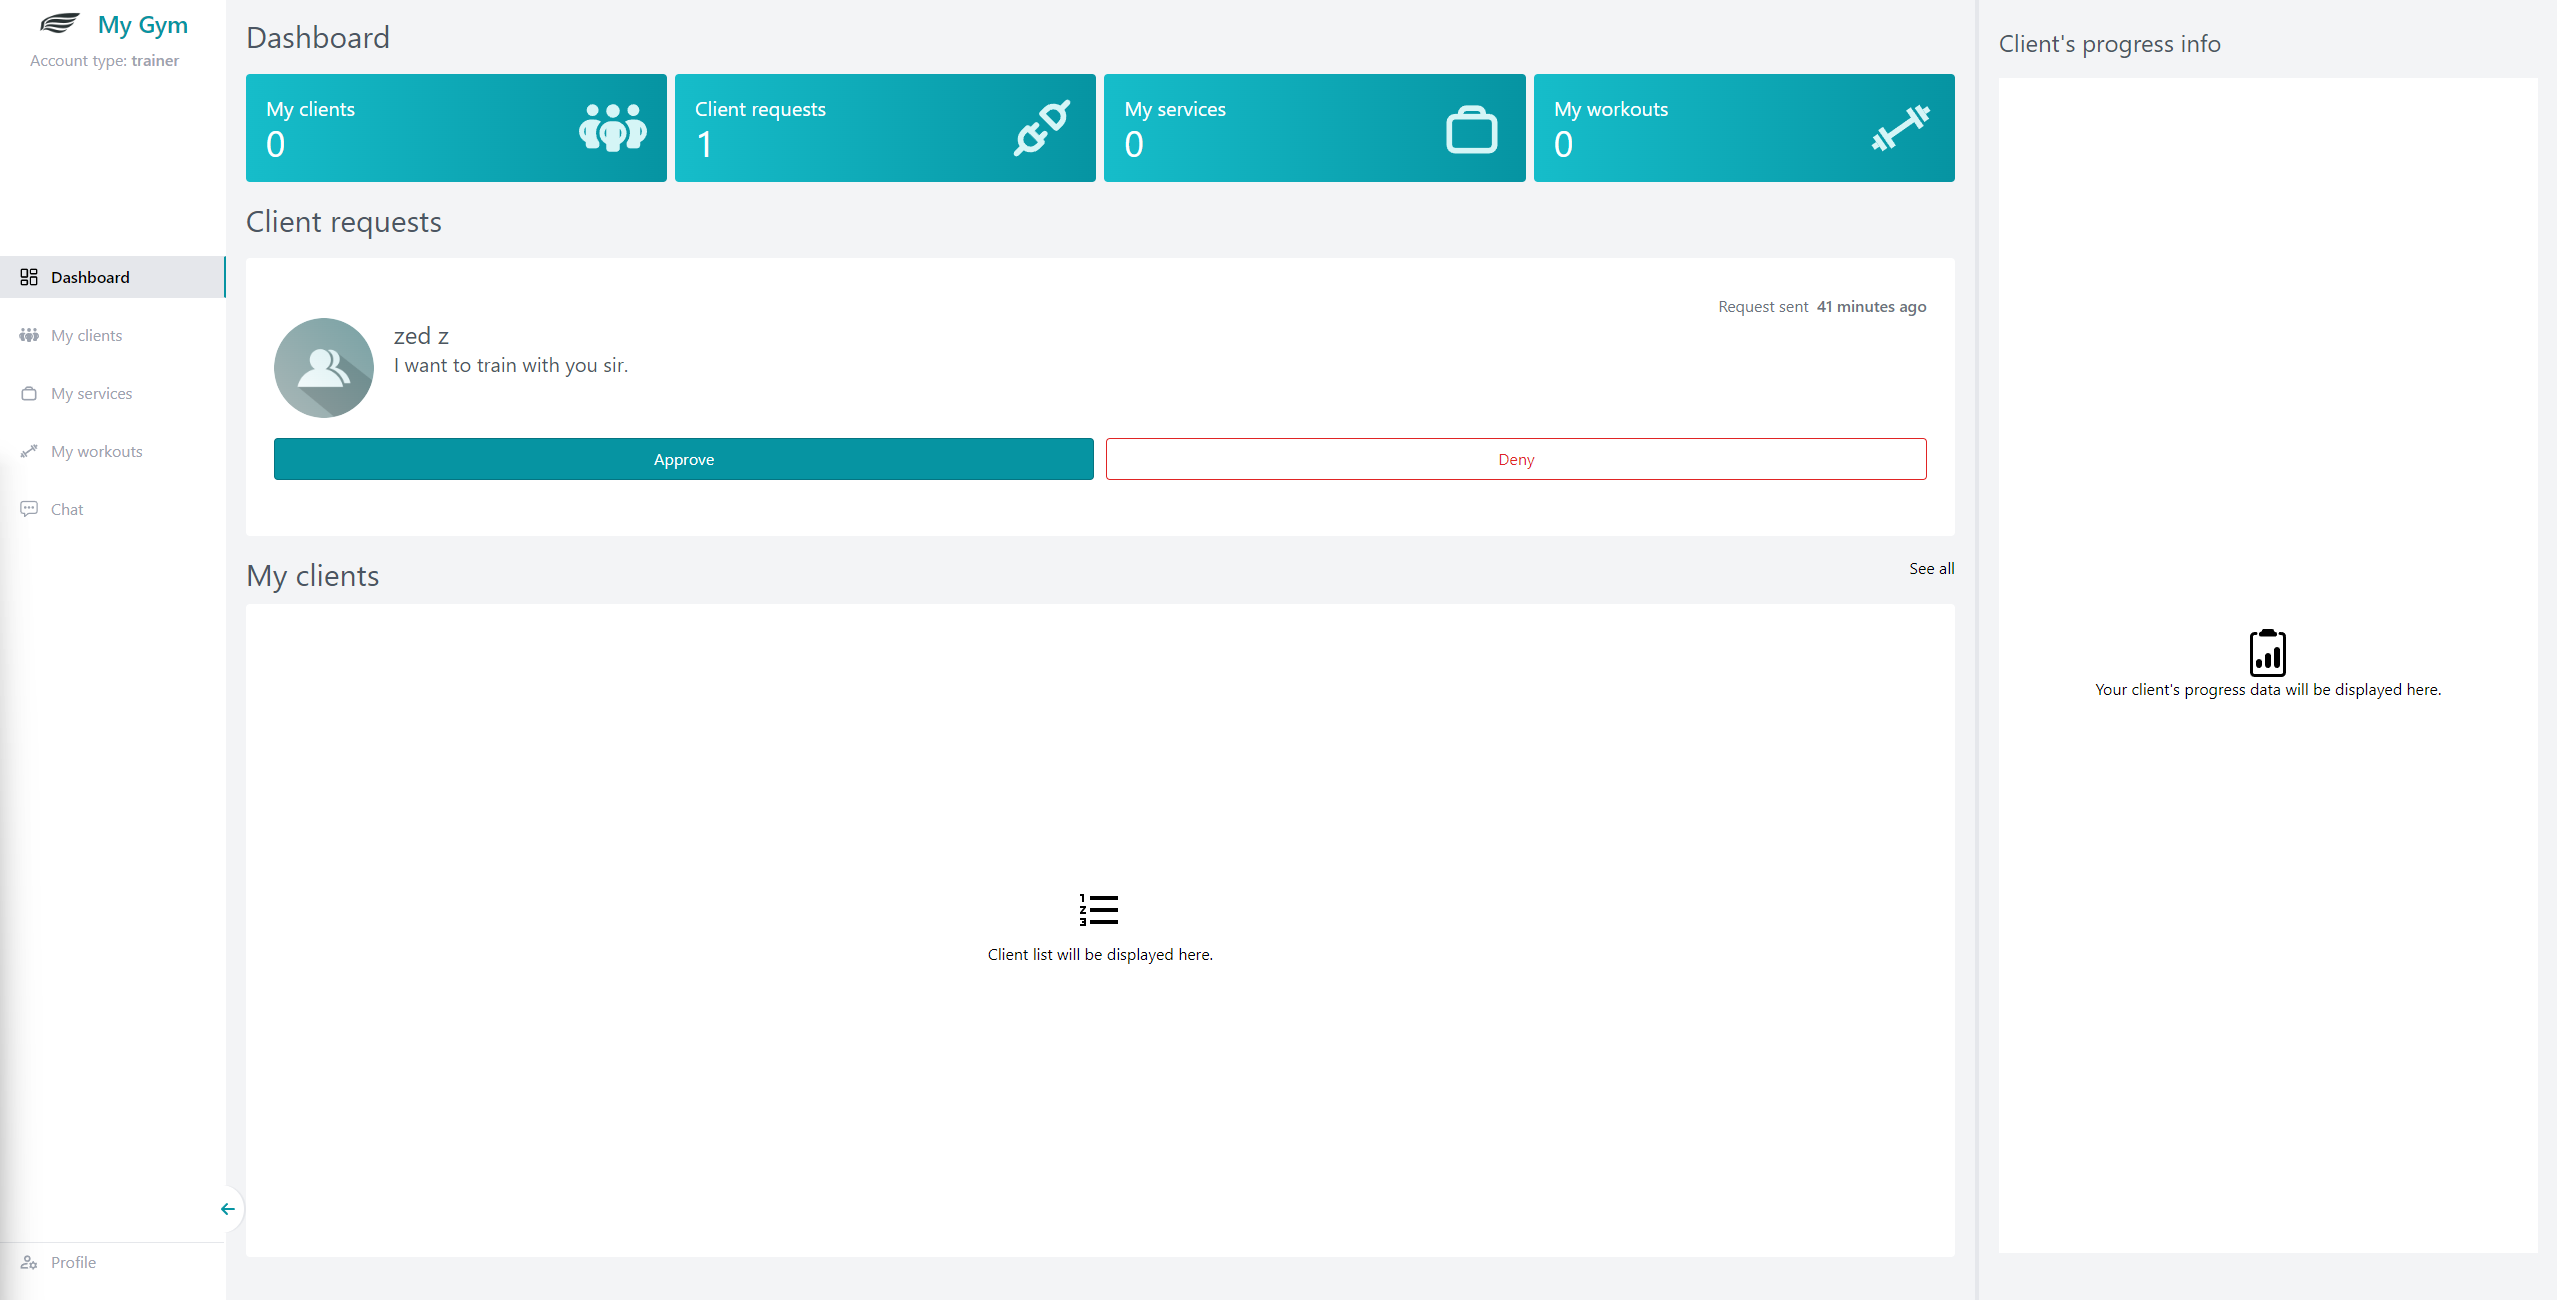 My Gym
Account type: trainer
Dashboard
My clients
My services
My workouts
Chat
Profile
Dashboard
My clients
0
Client requests
1
My services
0
My workouts
0
Client requests
Request sent 41 minutes ago
zed z
I want to train with you sir.
Approve
Deny
My clients
See all
Client list will be displayed here.
Client's progress info
Your client's progress data will be displayed here.